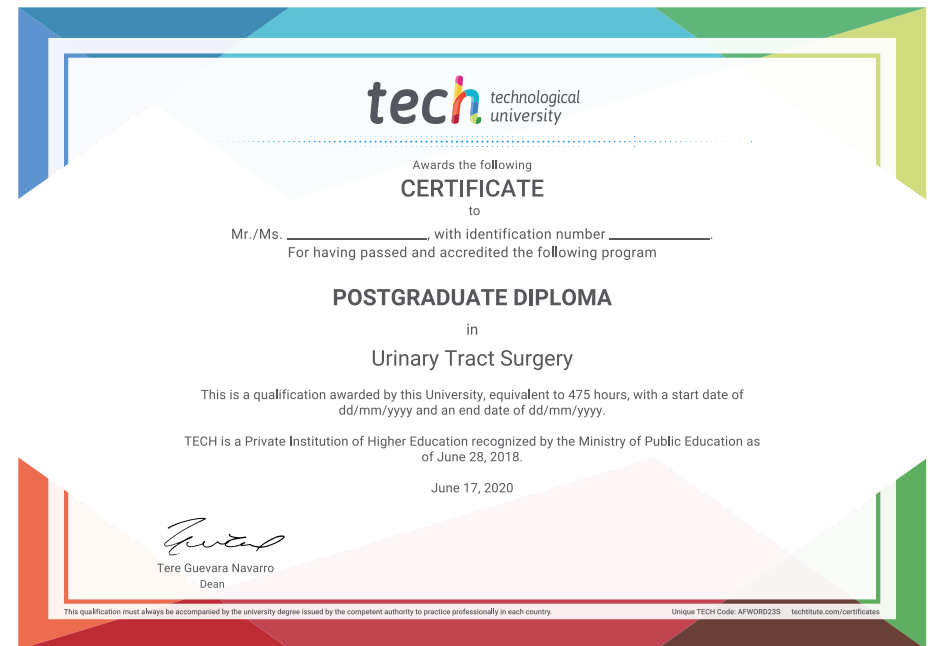 tech technological
university
Awards the following
CERTIFICATE
to
Mr./Ms. ____________________, with identification number ______________.
For having passed and accredited the following program
POSTGRADUATE DIPLOMA
in
Urinary Tract Surgery
This is a qualification awarded by this University, equivalent to 475 hours, with a start date of
dd/mm/yyyy and an end date of dd/mm/yyyy.
TECH is a Private Institution of Higher Education recognized by the Ministry of Public Education as
of June 28, 2018.
June 17, 2020
Tere Guevara Navarro
Dean
This qualification must always be accompanied by the university degree issued by the competent authority to practice professionally in each country.
Unique TECH Code: AFWORD23S techtitute.com/certificates